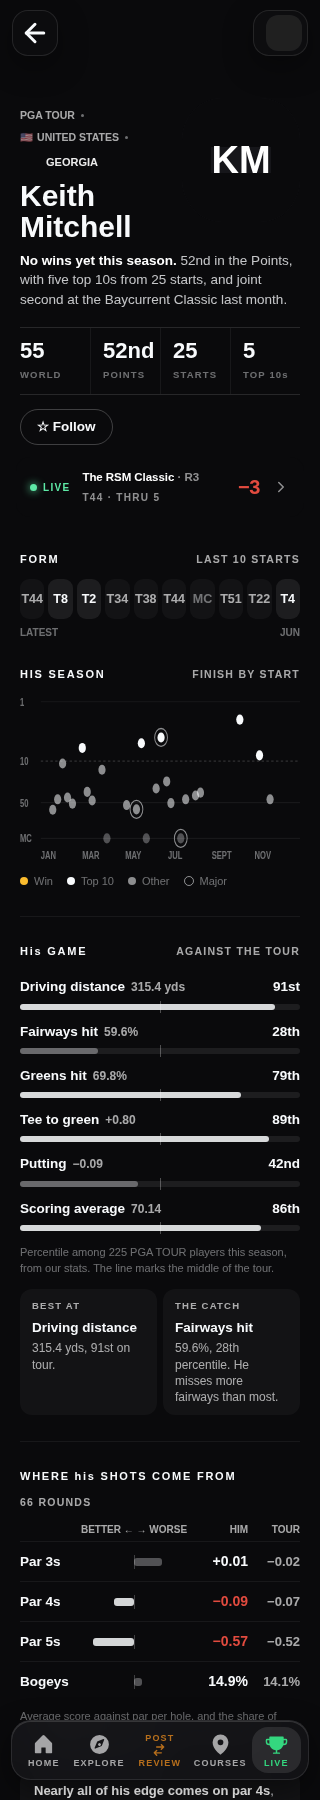 PGA TOUR •
🇺🇸 UNITED STATES •
GEORGIA
KM
Keith
Mitchell
No wins yet this season. 52nd in the Points,
with five top 10s from 25 starts, and joint
second at the Baycurrent Classic last month.
55 52nd 25 5
WORLD POINTS STARTS TOP 10s
☆ Follow
LIVE The RSM Classic · R3 −3
T44 · THRU 5
FORM LAST 10 STARTS
T44 T8 T2 T34 T38 T44 MC T51 T22 T4
LATEST JUN
HIS SEASON FINISH BY START
1
10
50
MC
JAN MAR MAY JUL SEPT NOV
Win Top 10 Other Major
His GAME AGAINST THE TOUR
Driving distance 315.4 yds 91st
Fairways hit 59.6% 28th
Greens hit 69.8% 79th
Tee to green +0.80 89th
Putting −0.09 42nd
Scoring average 70.14 86th
Percentile among 225 PGA TOUR players this season,
from our stats. The line marks the middle of the tour.
BEST AT
Driving distance
315.4 yds, 91st on
tour.
THE CATCH
Fairways hit
59.6%, 28th
percentile. He
misses more
fairways than most.
WHERE his SHOTS COME FROM
66 ROUNDS
BETTER ← → WORSE HIM TOUR
Par 3s +0.01 −0.02
Par 4s −0.09 −0.07
Par 5s −0.57 −0.52
Bogeys 14.9% 14.1%
Average score against par per hole, and the share of
HOME EXPLORE POST REVIEW COURSES LIVE
Nearly all of his edge comes on par 4s,